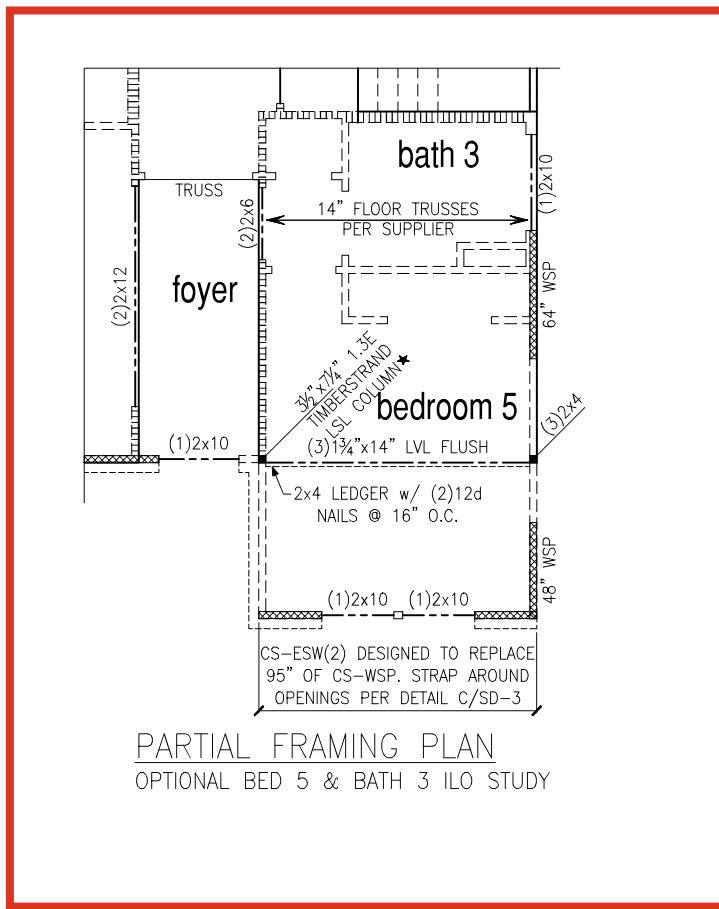 bath 3
(1)2x10
TRUSS
(2)2x6
14" FLOOR TRUSSES
PER SUPPLIER
(2)2x12
foyer
64" WSP
3½"x7¼" 1.3E
TIMBERSTRAND
LSL COLUMN★
bedroom 5
(3)2x4
(1)2x10
(3)1¾"x14" LVL FLUSH
2x4 LEDGER w/ (2)12d
NAILS @ 16" O.C.
48" WSP
(1)2x10
(1)2x10
CS-ESW(2) DESIGNED TO REPLACE
95" OF CS-WSP. STRAP AROUND
OPENINGS PER DETAIL C/SD-3
PARTIAL FRAMING PLAN
OPTIONAL BED 5 & BATH 3 ILO STUDY